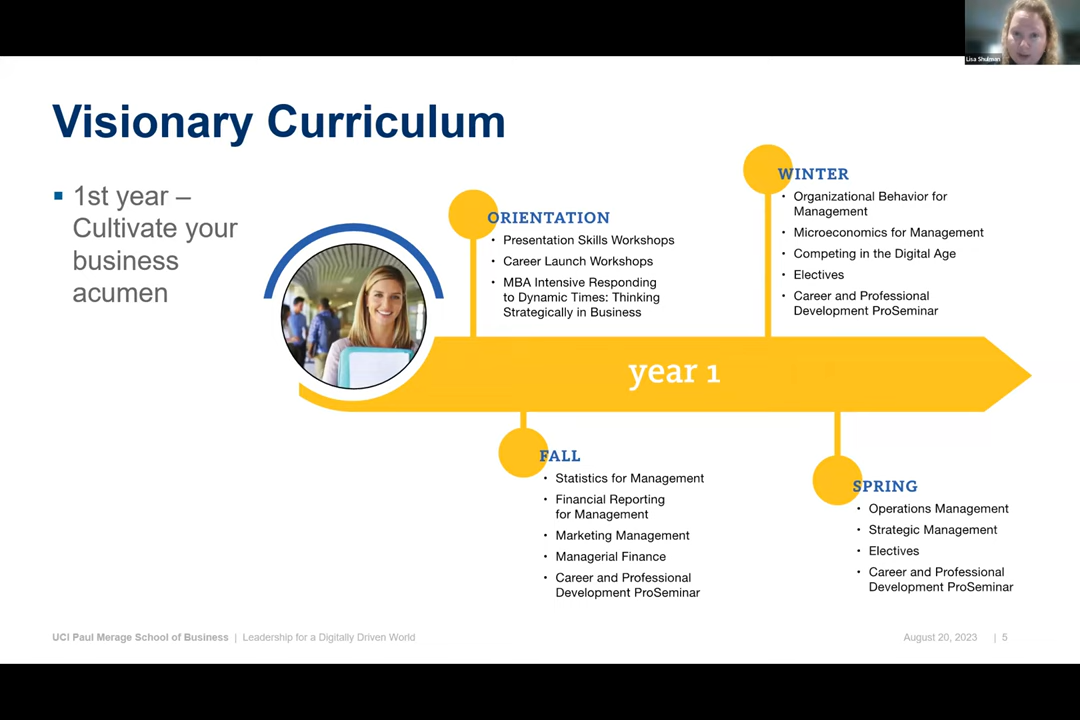 Lisa Shulman
Visionary Curriculum
1st year –
Cultivate your
business
acumen
ORIENTATION
• Presentation Skills Workshops
• Career Launch Workshops
• MBA Intensive Responding
to Dynamic Times: Thinking
Strategically in Business
WINTER
• Organizational Behavior for
Management
• Microeconomics for Management
• Competing in the Digital Age
• Electives
• Career and Professional
Development ProSeminar
year 1
FALL
• Statistics for Management
• Financial Reporting
for Management
• Marketing Management
• Managerial Finance
• Career and Professional
Development ProSeminar
SPRING
• Operations Management
• Strategic Management
• Electives
• Career and Professional
Development ProSeminar
UCI Paul Merage School of Business | Leadership for a Digitally Driven World
August 20, 2023 | 5